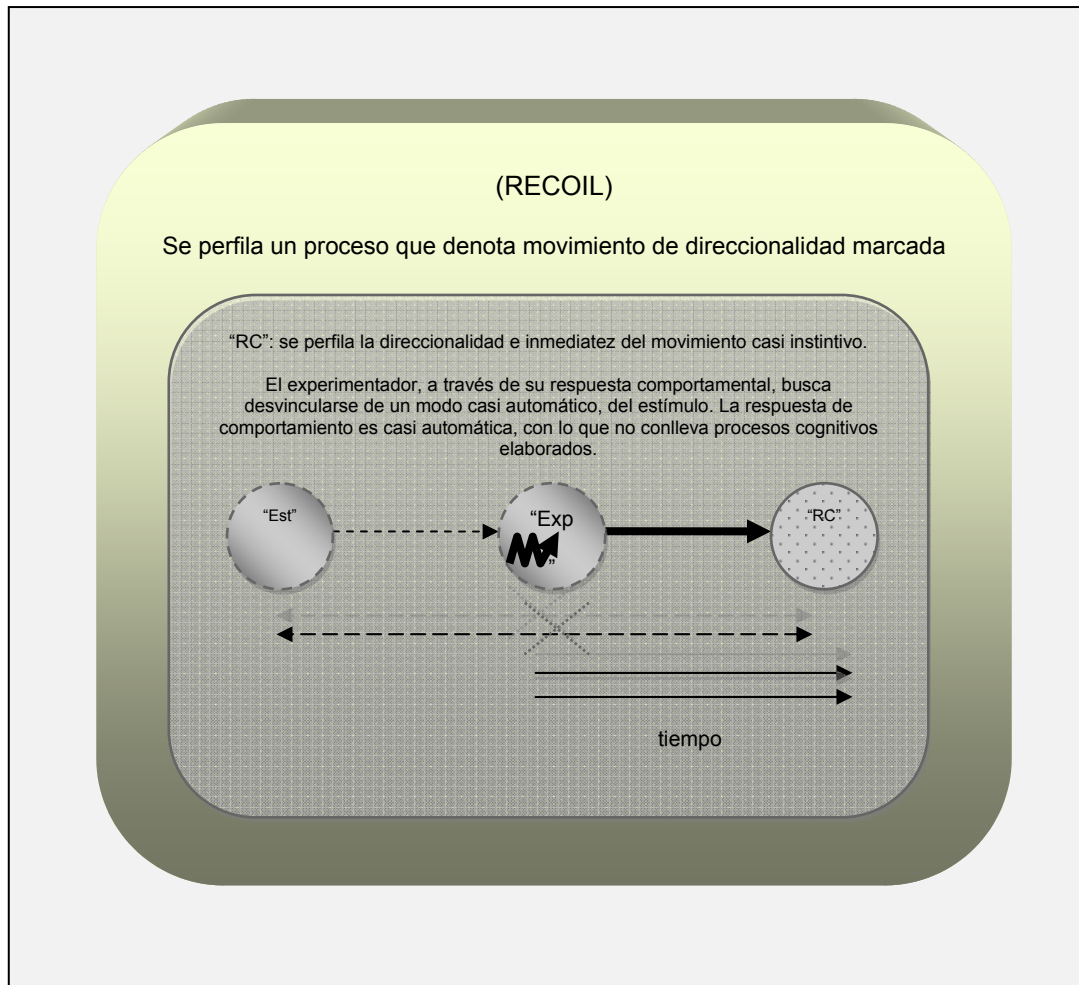 (RECOIL)
Se perfila un proceso que denota movimiento de direccionalidad marcada
“RC”: se perfila la direccionalidad e inmediatez del movimiento casi instintivo.
El experimentador, a través de su respuesta comportamental, busca
desvincularse de un modo casi automático, del estímulo. La respuesta de
comportamiento es casi automática, con lo que no conlleva procesos cognitivos
elaborados.
“Est”
“Exp
”
“RC”
tiempo